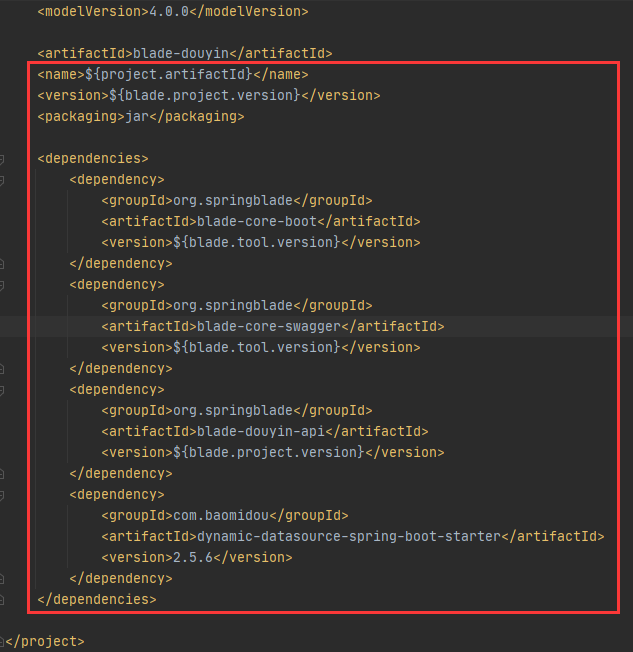 <modelVersion>4.0.0</modelVersion>
<artifactId>blade-douyin</artifactId>
<name>${project.artifactId}</name>
<version>${blade.project.version}</version>
<packaging>jar</packaging>
<dependencies>
<dependency>
<groupId>org.springblade</groupId>
<artifactId>blade-core-boot</artifactId>
<version>${blade.tool.version}</version>
</dependency>
<dependency>
<groupId>org.springblade</groupId>
<artifactId>blade-core-swagger</artifactId>
<version>${blade.tool.version}</version>
</dependency>
<dependency>
<groupId>org.springblade</groupId>
<artifactId>blade-douyin-api</artifactId>
<version>${blade.project.version}</version>
</dependency>
<dependency>
<groupId>com.baomidou</groupId>
<artifactId>dynamic-datasource-spring-boot-starter</artifactId>
<version>2.5.6</version>
</dependency>
</dependencies>
</project>